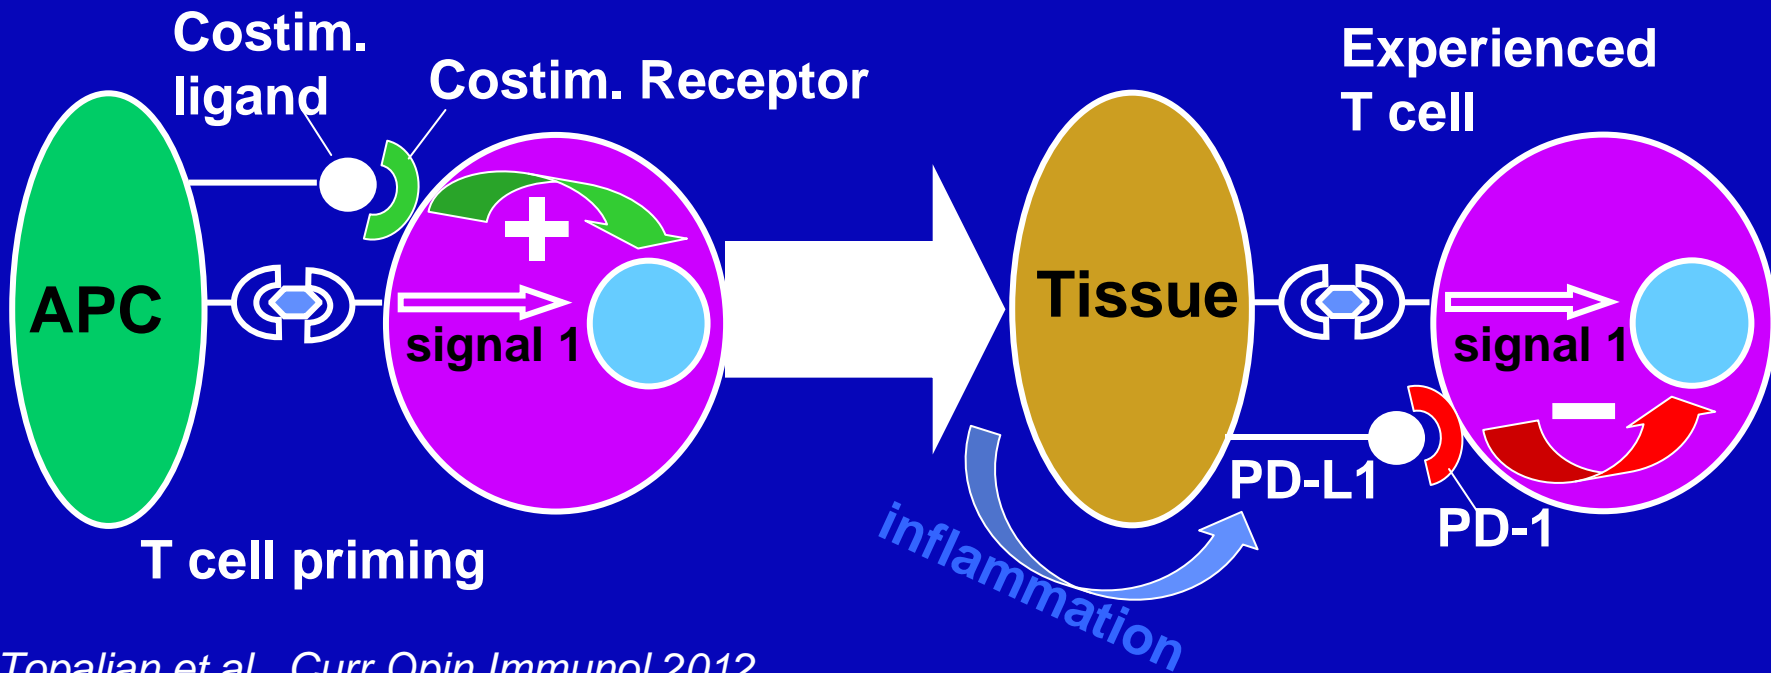 Costim.
ligand
Costim. Receptor
APC
+
signal 1
T cell priming
Experienced
T cell
Tissue
signal 1
–
PD-L1
PD-1
inflammation
Topalian et al., Curr Opin Immunol 2012